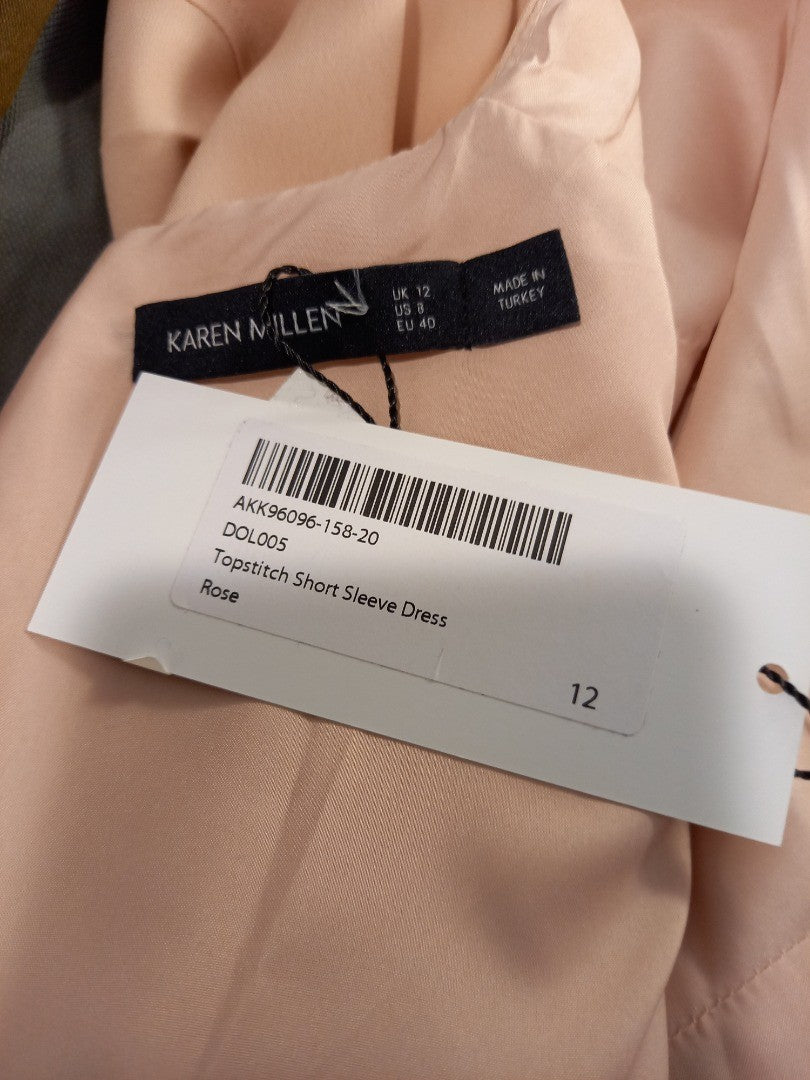 KAREN MILLEN
UK 12
US 8
EU 40
MADE IN
TURKEY
AKK96096-158-20
DOL005
Topstitch Short Sleeve Dress
Rose
12